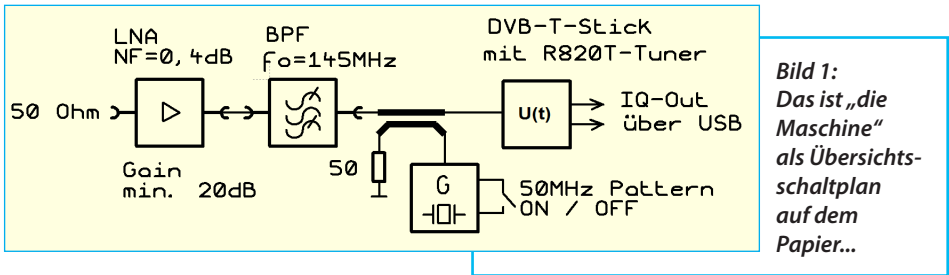 LNA
NF=0,4dB
BPF
fo=145MHz
DVB-T-Stick
mit R820T-Tuner
50 Ohm
U(t)
IQ-Out
über USB
Gain
min. 20dB
50
G
50MHz Pattern
ON / OFF
Bild 1:
Das ist „die
Maschine“
als Übersichts-
schaltplan
auf dem
Papier...